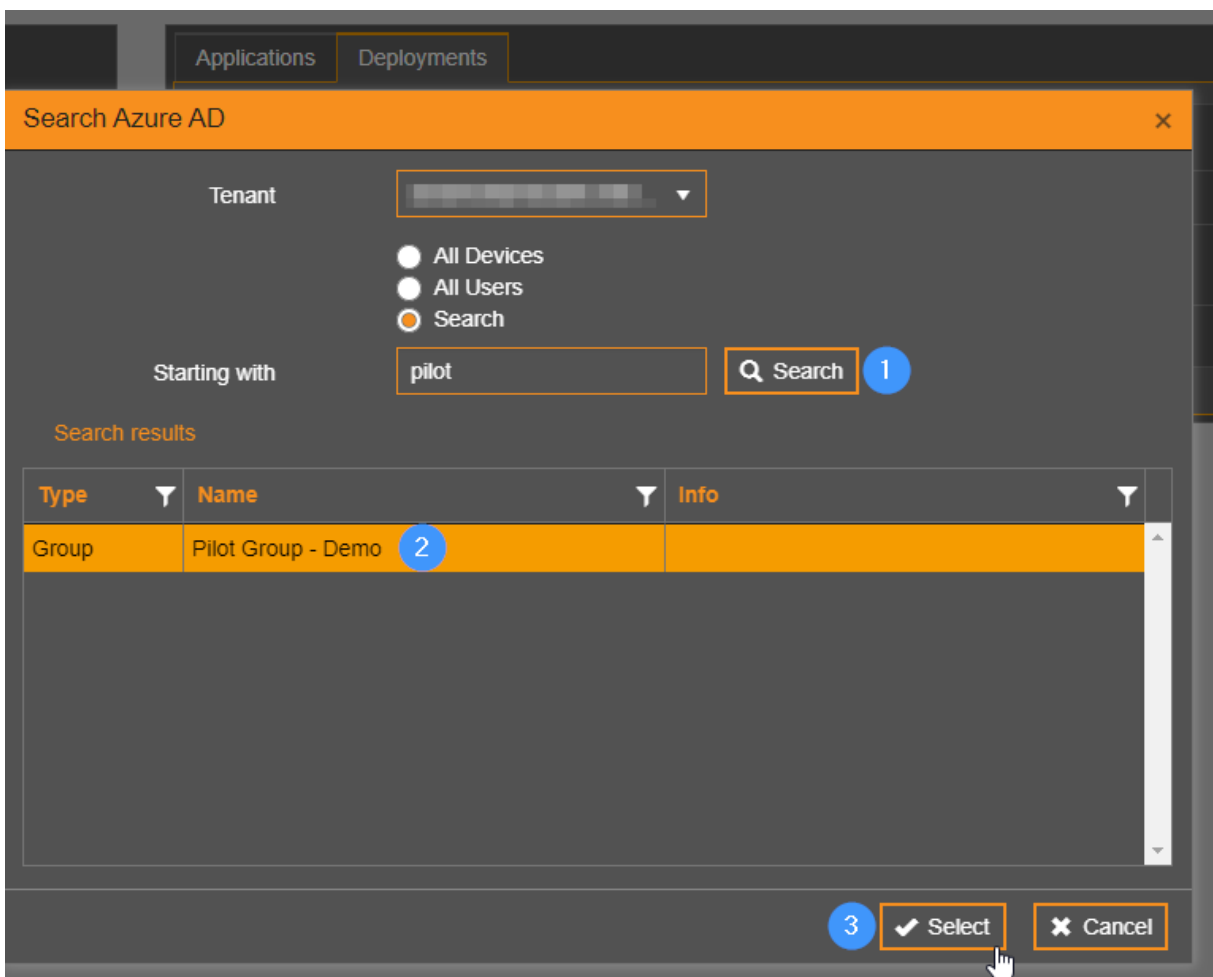 Applications Deployments
Search Azure AD
Tenant
All Devices
All Users
Search
Starting with pilot Search 1
Search results
Type Name Info
Group Pilot Group - Demo 2
3 Select Cancel